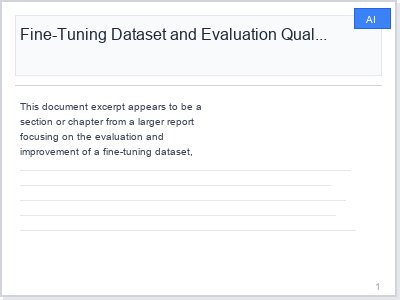 AI
Fine-Tuning Dataset and Evaluation Qual...
This document excerpt appears to be a
section or chapter from a larger report
focusing on the evaluation and
improvement of a fine-tuning dataset,
1